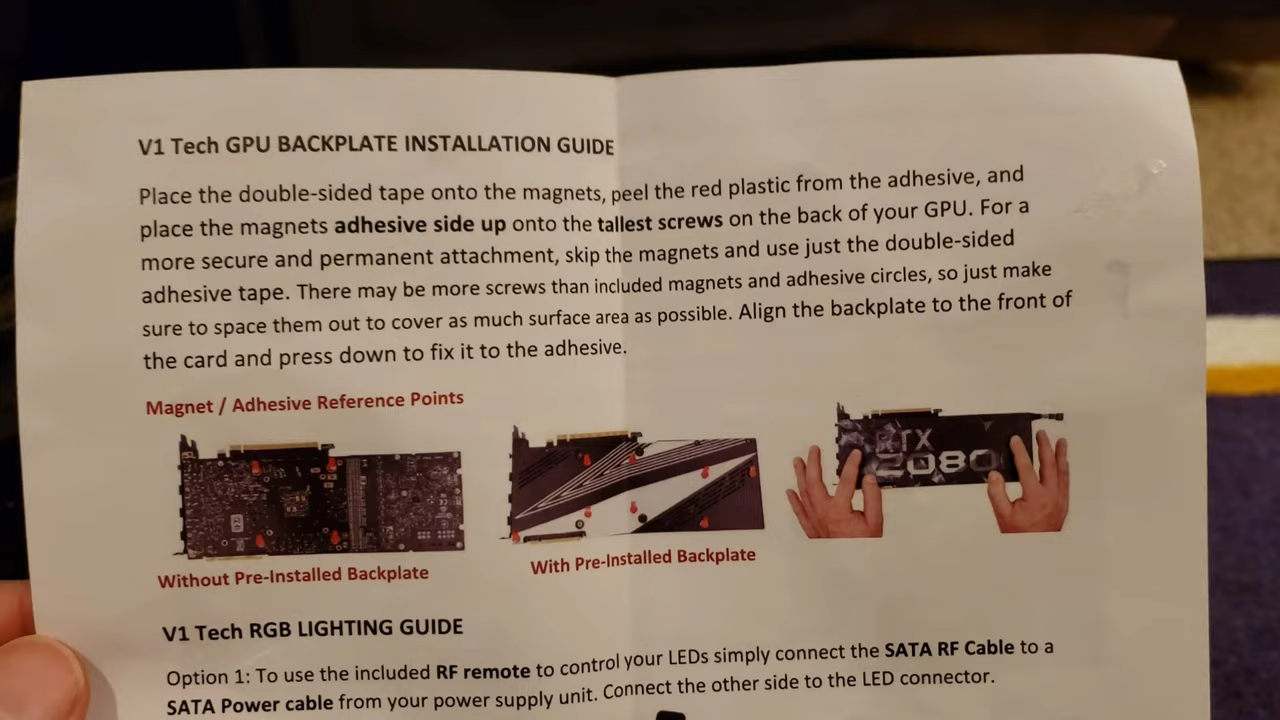 V1 Tech GPU BACKPLATE INSTALLATION GUIDE
Place the double-sided tape onto the magnets, peel the red plastic from the adhesive, and
place the magnets adhesive side up onto the tallest screws on the back of your GPU. For a
more secure and permanent attachment, skip the magnets and use just the double-sided
adhesive tape. There may be more screws than included magnets and adhesive circles, so just make
sure to space them out to cover as much surface area as possible. Align the backplate to the front of
the card and press down to fix it to the adhesive.
Magnet / Adhesive Reference Points
RTX
2080
Without Pre-Installed Backplate
With Pre-Installed Backplate
V1 Tech RGB LIGHTING GUIDE
Option 1: To use the included RF remote to control your LEDs simply connect the SATA RF Cable to a
SATA Power cable from your power supply unit. Connect the other side to the LED connector.